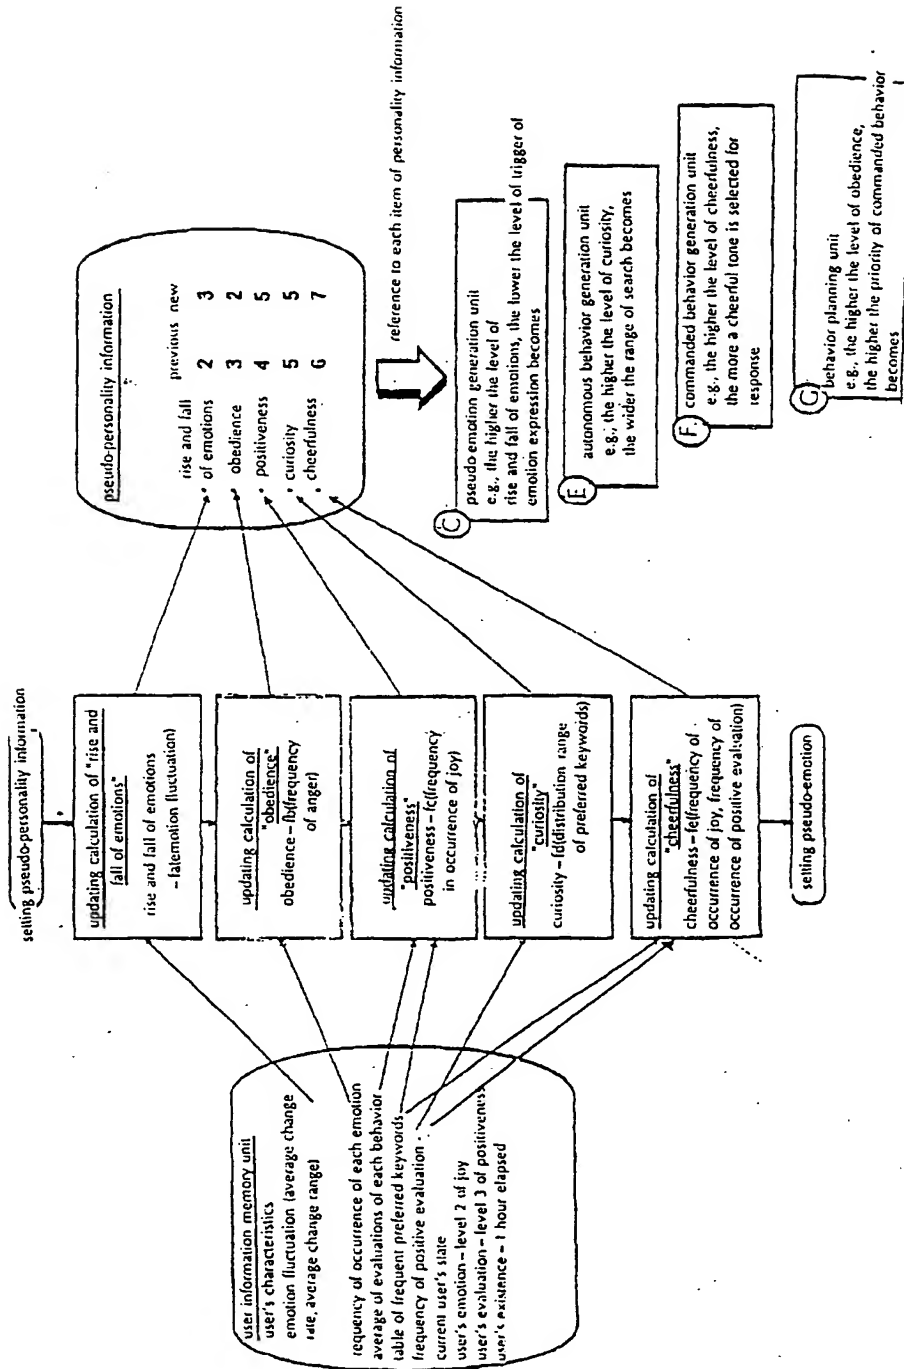 setting pseudo-personality information
updating calculation of "rise and
fall of emotions"
rise and fall of emotions
– fa(emotion fluctuation)
updating calculation of
"obedience"
obedience – fb(frequency
of anger)
updating calculation of
"positiveness"
positiveness – fc(frequency
in occurrence of joy)
updating calculation of
"curiosity"
curiosity – fd(distribution range
of preferred keywords)
updating calculation of
"cheerfulness"
cheerfulness – fe(frequency of
occurrence of joy, frequency of
occurrence of positive evaluation)
setting pseudo-emotion
user information memory unit
user's characteristics
emotion fluctuation (average change
rate, average change range)
frequency of occurrence of each emotion
average of evaluations of each behavior
table of frequent preferred keywords
frequency of positive evaluation
current user's state
user's emotion – level 2 of joy
user's evaluation – level 3 of positiveness
user's existence – 1 hour elapsed
pseudo-personality information
previous new
rise and fall
• of emotions 2 3
• obedience 3 2
• positiveness 4 5
• curiosity 5 5
• cheerfulness 6 7
reference to each item of personality information
C
pseudo-emotion generation unit
e.g., the higher the level of
rise and fall of emotions, the lower the level of trigger of
emotion expression becomes
E
autonomous behavior generation unit
e.g., the higher the level of curiosity,
the wider the range of search becomes
F
commanded behavior generation unit
e.g., the higher the level of cheerfulness,
the more a cheerful tone is selected for
response
G
behavior planning unit
e.g., the higher the level of obedience,
the higher the priority of commanded behavior
becomes